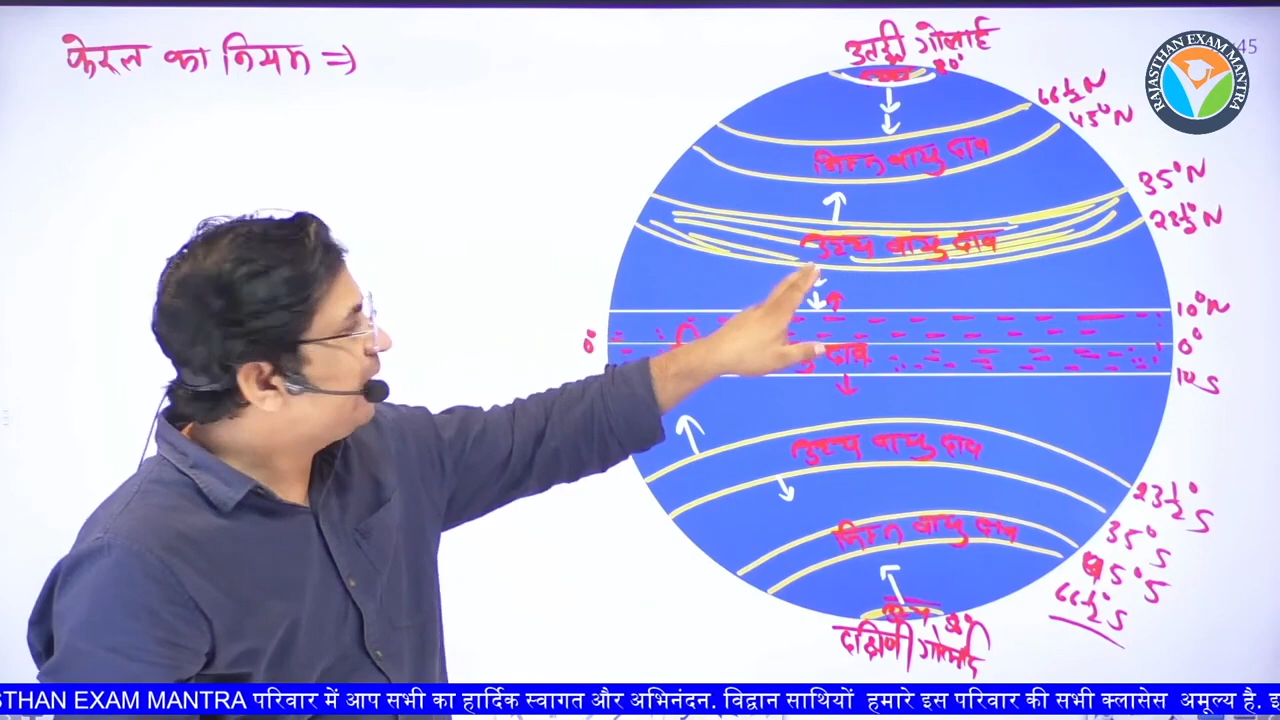 फेरल का नियम ⇒
उत्तरी गोलार्द्ध
45
RAJASTHAN EXAM MANTRA
90°
66½ N
45° N
निम्न वायु दाब
35° N
23½° N
उच्च वायु दाब
10° N
0°
0°
दाब
10 S
उच्च वायु दाब
23½° S
निम्न वायु दाब
35° S
45° S
66½° S
उच्च
दक्षिणी गोलार्द्ध
STHAN EXAM MANTRA परिवार में आप सभी का हार्दिक स्वागत और अभिनंदन. विद्वान साथियों हमारे इस परिवार की सभी क्लासेस अमूल्य है.